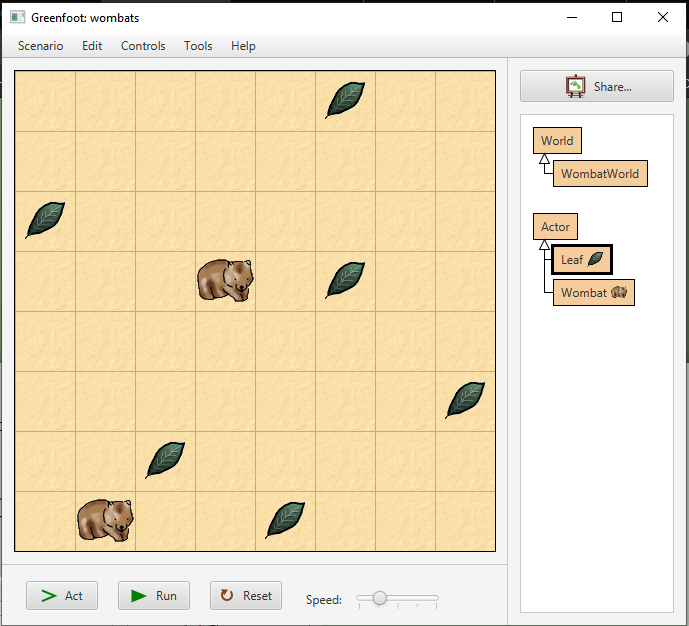 Greenfoot: wombats
Scenario Edit Controls Tools Help
Share...
World
WombatWorld
Actor
Leaf
Wombat
Act Run Reset Speed: